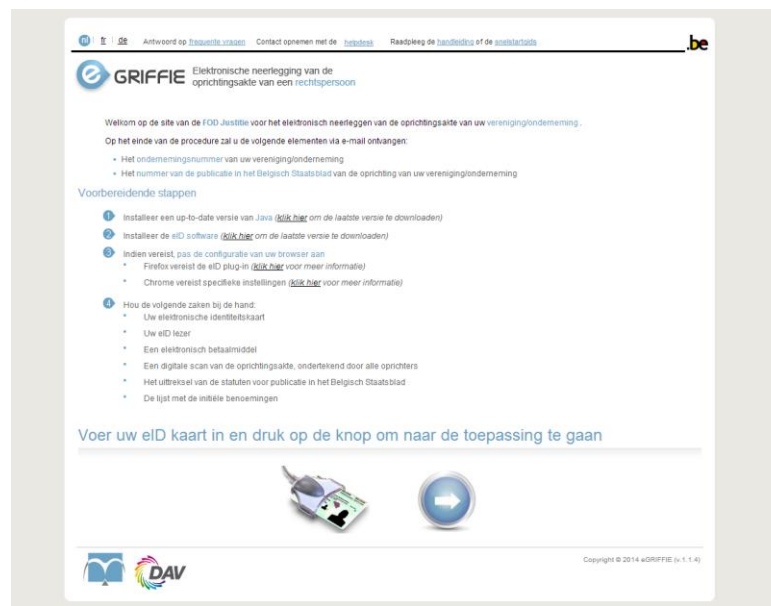 nl fr de Antwoord op frequente vragen Contact opnemen met de helpdesk Raadpleeg de handleiding of de snelstartgids .be
e GRIFFIE Elektronische neerlegging van de
oprichtingsakte van een rechtspersoon
Welkom op de site van de FOD Justitie voor het elektronisch neerleggen van de oprichtingsakte van uw vereniging/onderneming.
Op het einde van de procedure zal u de volgende elementen via e-mail ontvangen:
• Het ondernemingsnummer van uw vereniging/onderneming
• Het nummer van de publicatie in het Belgisch Staatsblad van de oprichting van uw vereniging/onderneming
Voorbereidende stappen
1 Installeer een up-to-date versie van Java (klik hier om de laatste versie te downloaden)
2 Installeer de eID software (klik hier om de laatste versie te downloaden)
3 Indien vereist, pas de configuratie van uw browser aan
* Firefox vereist de eID plug-in (klik hier voor meer informatie)
* Chrome vereist specifieke instellingen (klik hier voor meer informatie)
4 Hou de volgende zaken bij de hand:
* Uw elektronische identiteitskaart
* Uw eID lezer
* Een elektronisch betaalmiddel
* Een digitale scan van de oprichtingsakte, ondertekend door alle oprichters
* Het uittreksel van de statuten voor publicatie in het Belgisch Staatsblad
* De lijst met de initiële benoemingen
Voer uw eID kaart in en druk op de knop om naar de toepassing te gaan
DAV
Copyright © 2014 eGRIFFIE (v.1.1.4)